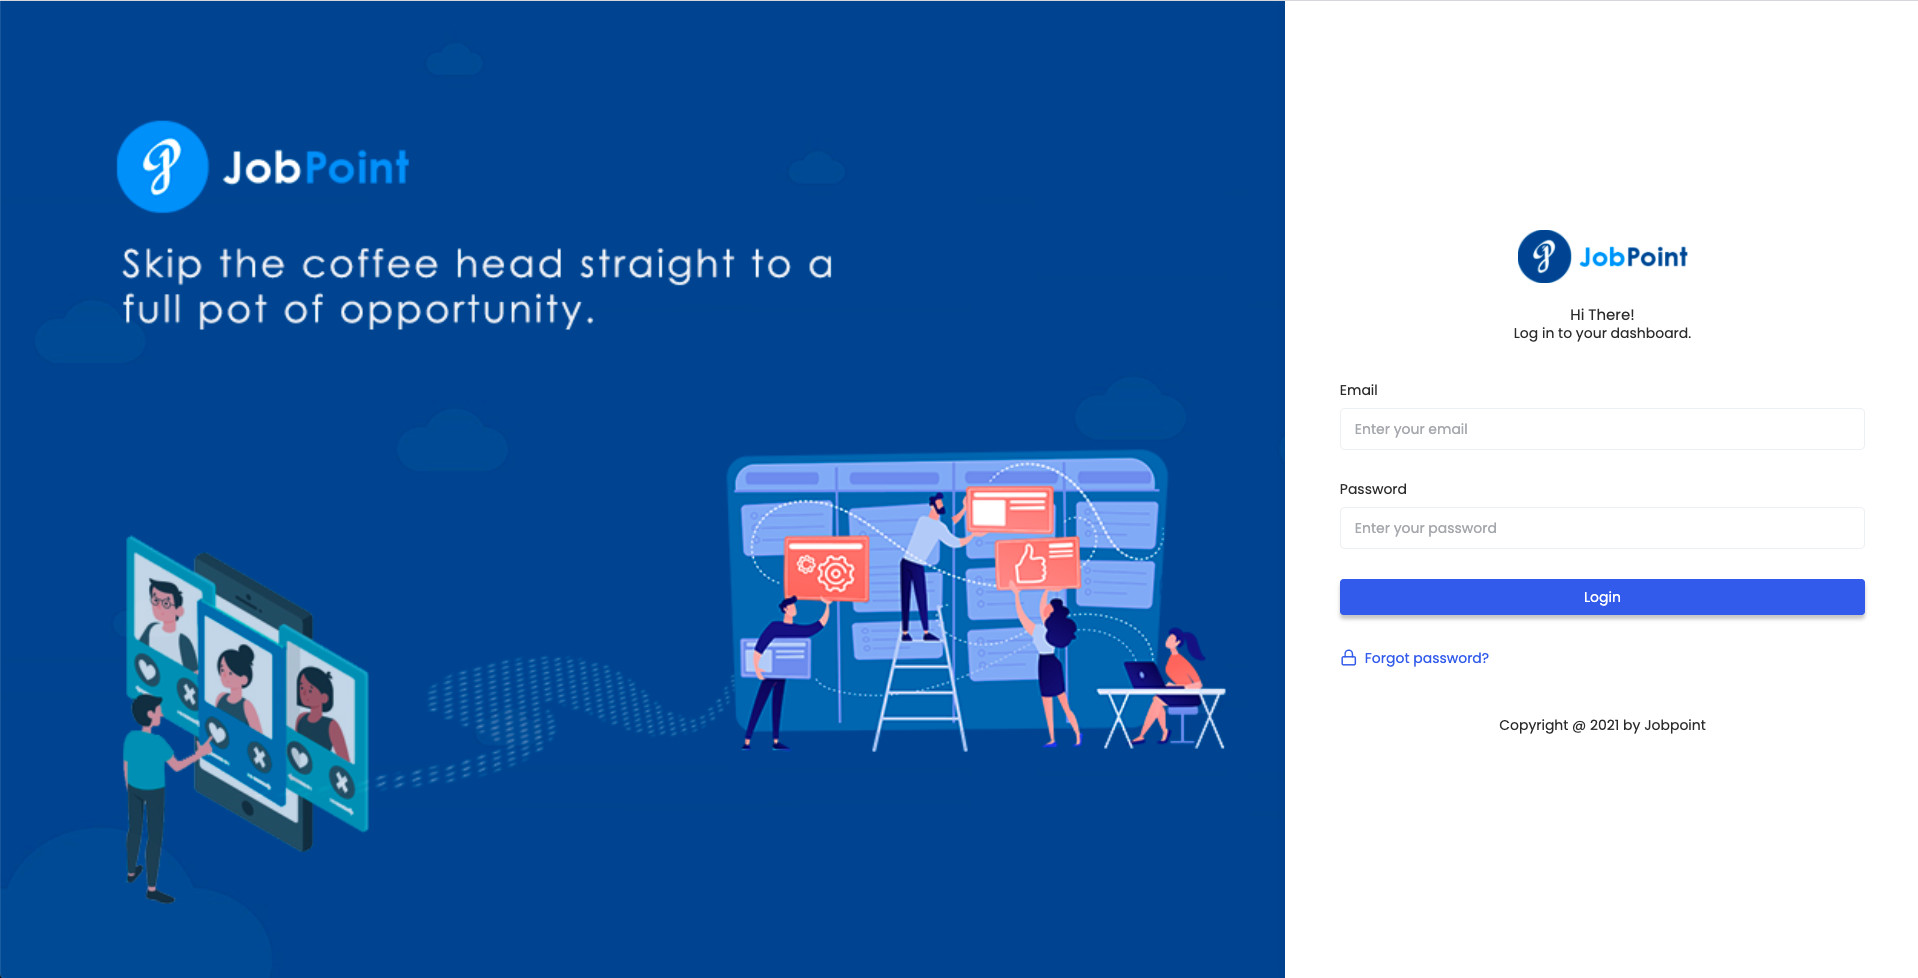 JobPoint
Skip the coffee head straight to a
full pot of opportunity.
JobPoint
Hi There!
Log in to your dashboard.
Email
Enter your email
Password
Enter your password
Login
Forgot password?
Copyright @ 2021 by Jobpoint